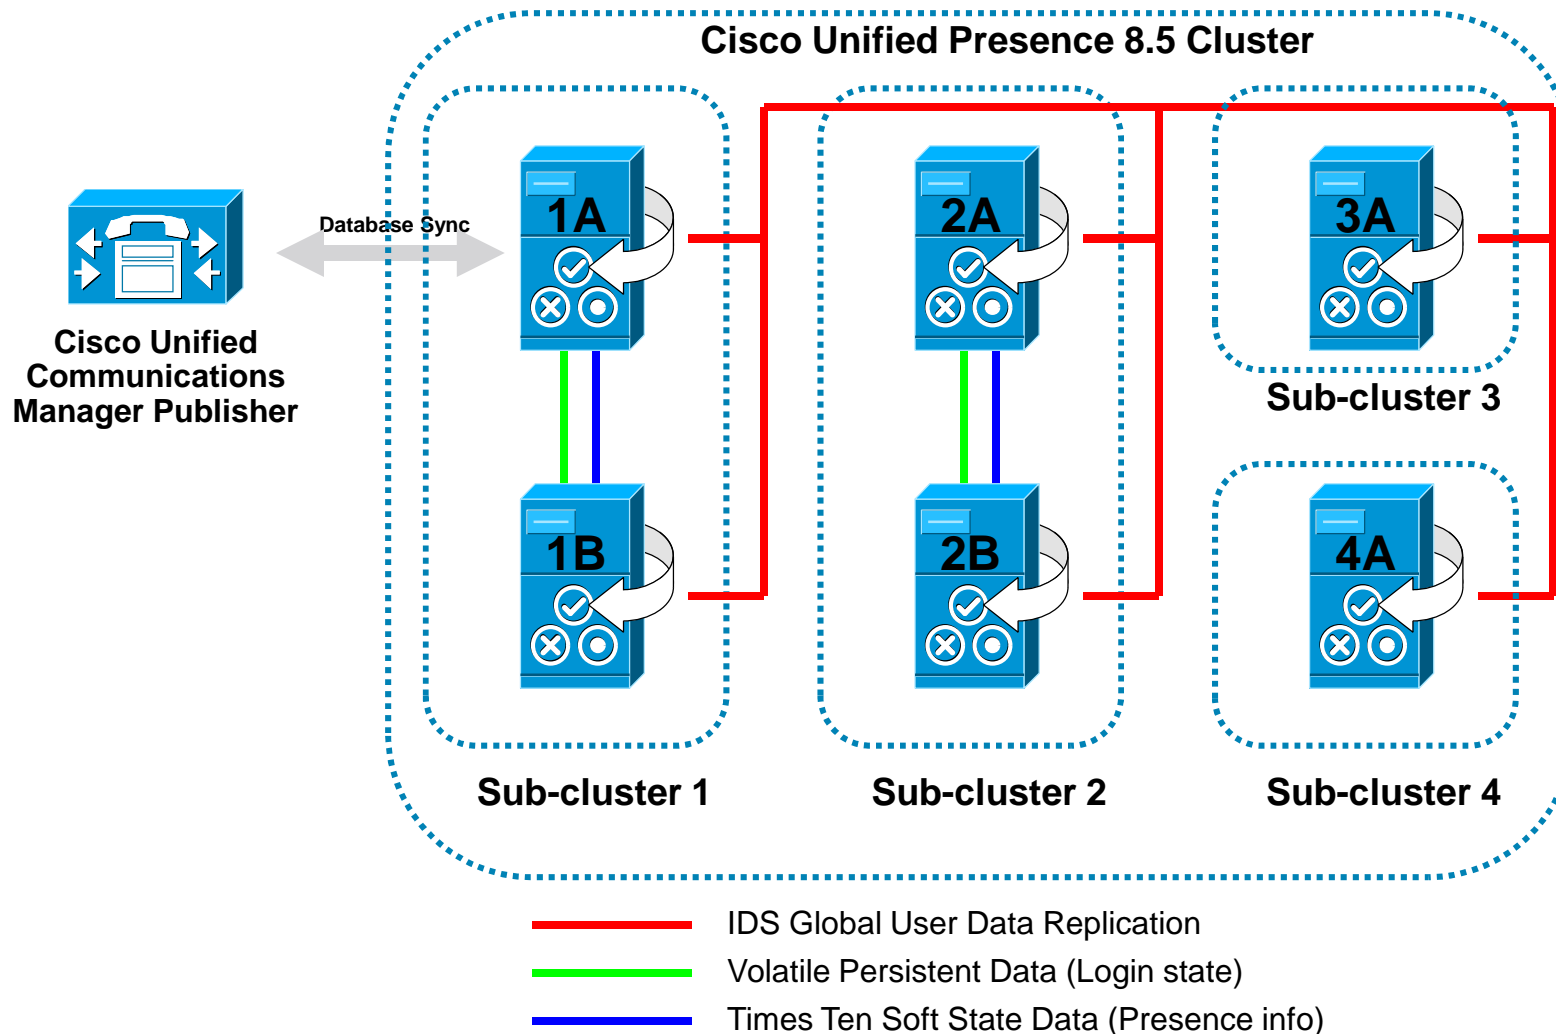 Cisco Unified Presence 8.5 Cluster
1A
2A
3A
Database Sync
Cisco Unified
Communications
Manager Publisher
Sub-cluster 3
1B
2B
4A
Sub-cluster 1
Sub-cluster 2
Sub-cluster 4
IDS Global User Data Replication
Volatile Persistent Data (Login state)
Times Ten Soft State Data (Presence info)